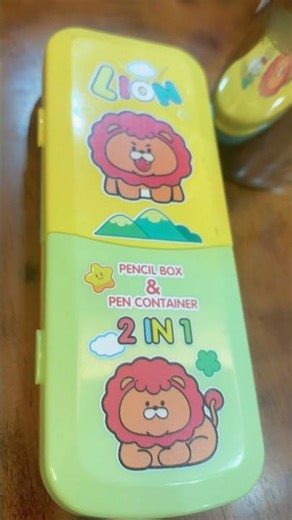 LION
PENCIL BOX
&
PEN CONTAINER
2 IN 1